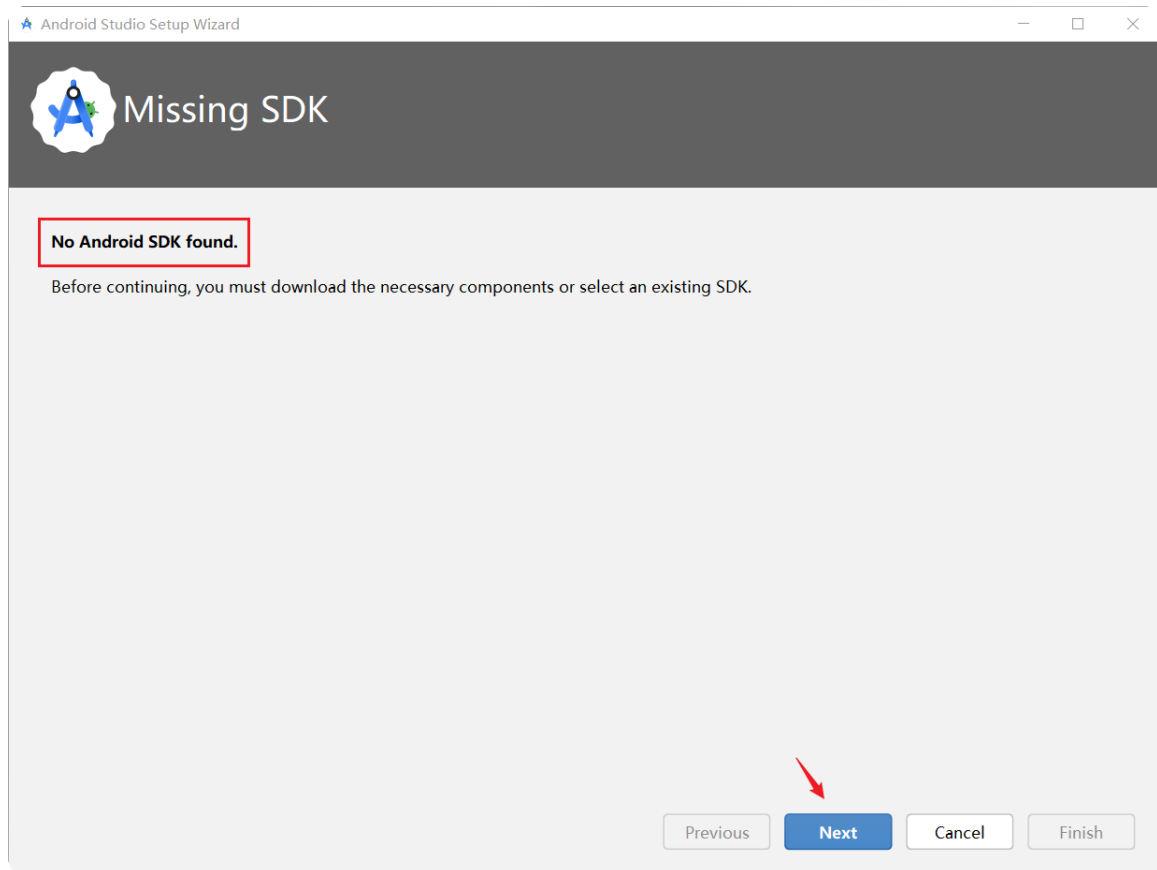 Android Studio Setup Wizard
Missing SDK
No Android SDK found.
Before continuing, you must download the necessary components or select an existing SDK.
Previous
Next
Cancel
Finish